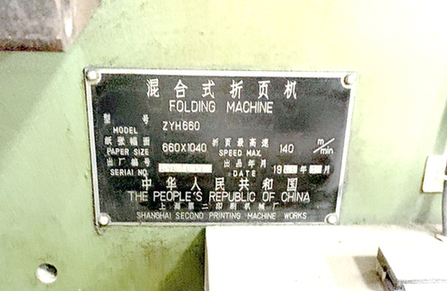 混合式折页机
FOLDING MACHINE
型 号
MODEL ZYH660
纸张幅面 660X1040 折页最高速 140 m/min
PAPER SIZE SPEED MAX.
出厂编号 出品年月
SERIAI NO. DATE 19 年 月
中华人民共和国
THE PEOPLE'S REPUBLIC OF CHINA
上海第二印刷机械厂
SHANGHAI SECOND PRINTING MACHINE WORKS